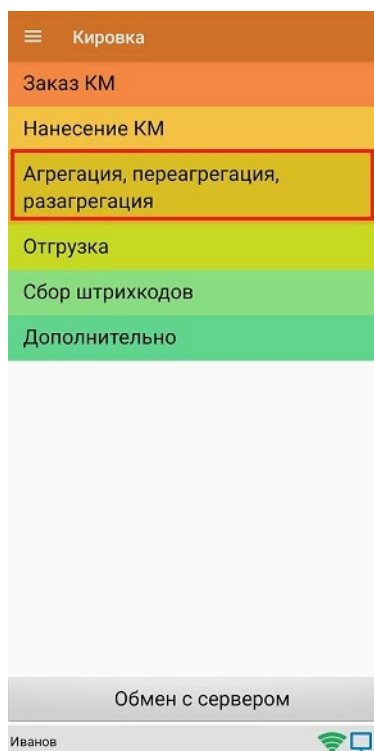 Кировка
Заказ КМ
Нанесение КМ
Агрегация, переагрегация,
разагрегация
Отгрузка
Сбор штрихкодов
Дополнительно
Обмен с сервером
Иванов